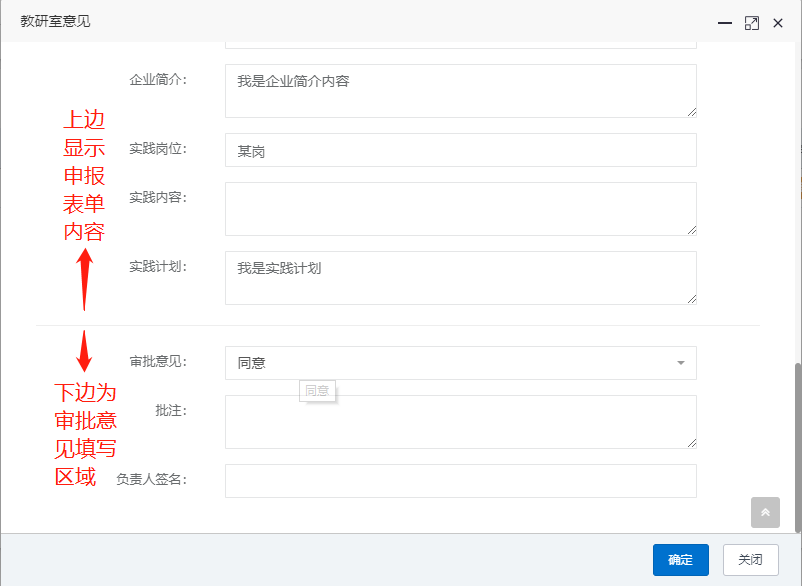 教研室意见
企业简介:
我是企业简介内容
上边
显示
申报
表单
内容
实践岗位:
某岗
实践内容:
实践计划:
我是实践计划
审批意见:
同意
同意
下边为
审批意
见填写
区域
批注:
负责人签名:
确定
关闭